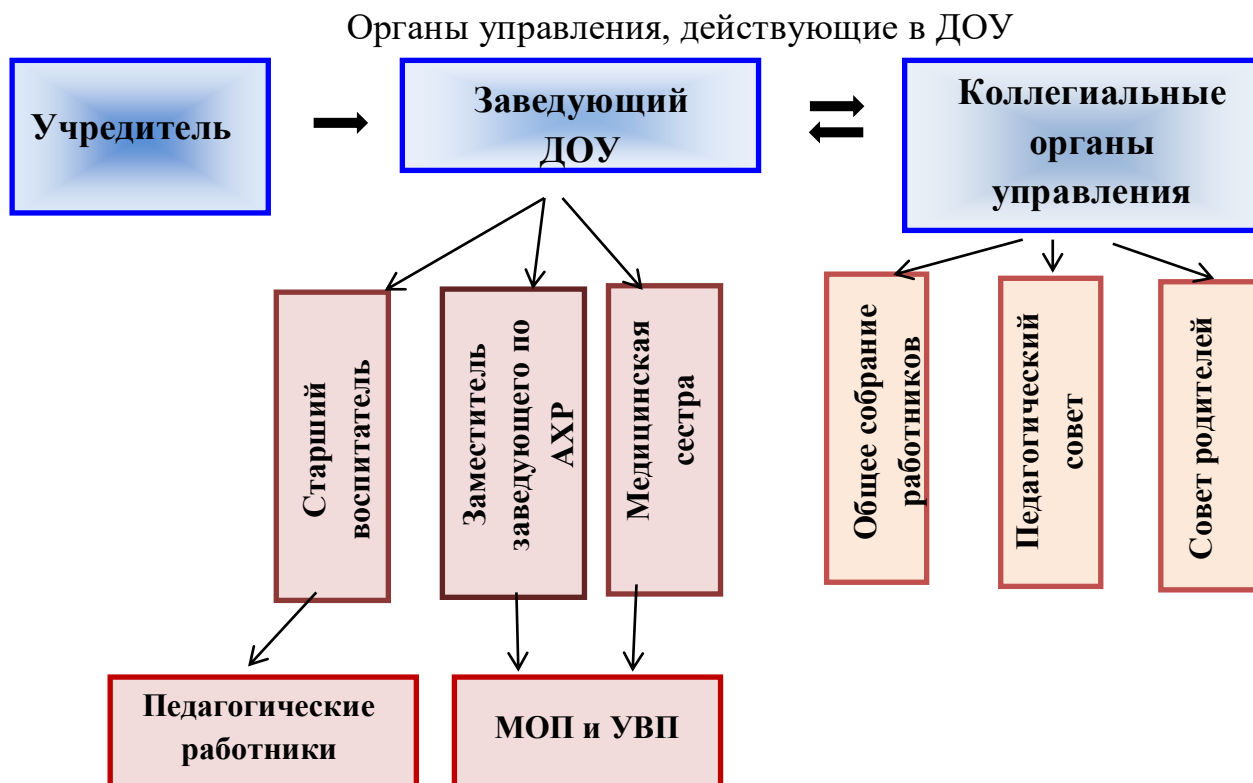 Органы управления, действующие в ДОУ
Учредитель
Заведующий
ДОУ
Коллегиальные
органы
управления
Старший
воспитатель
Заместитель
заведующего по
АХР
Медицинская
сестра
Общее собрание
работников
Педагогический
совет
Совет родителей
Педагогические
работники
МОП и УВП